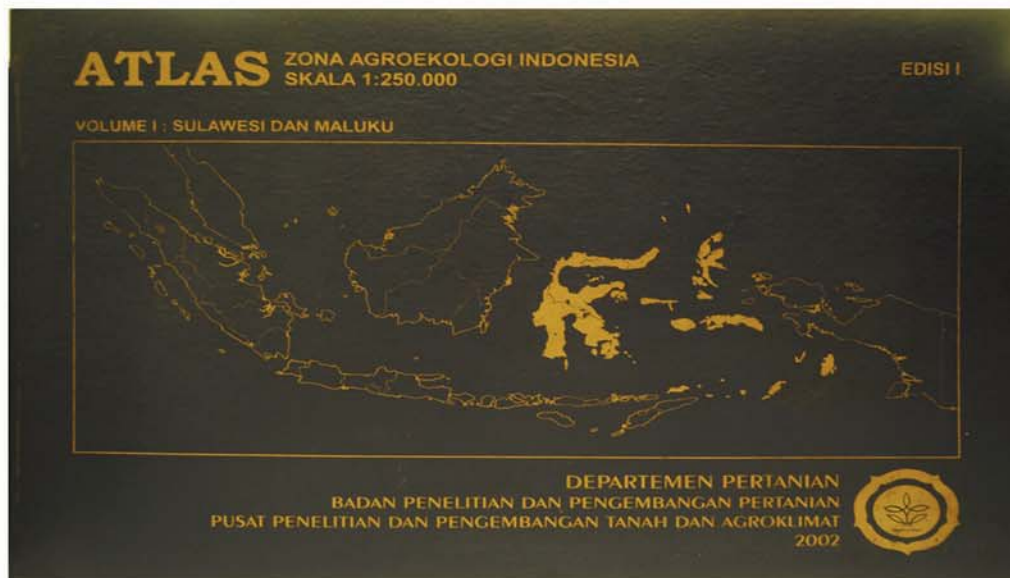 ATLAS ZONA AGROEKOLOGI INDONESIA
SKALA 1:250.000
EDISI I
VOLUME I : SULAWESI DAN MALUKU
DEPARTEMEN PERTANIAN
BADAN PENELITIAN DAN PENGEMBANGAN PERTANIAN
PUSAT PENELITIAN DAN PENGEMBANGAN TANAH DAN AGROKLIMAT
2002